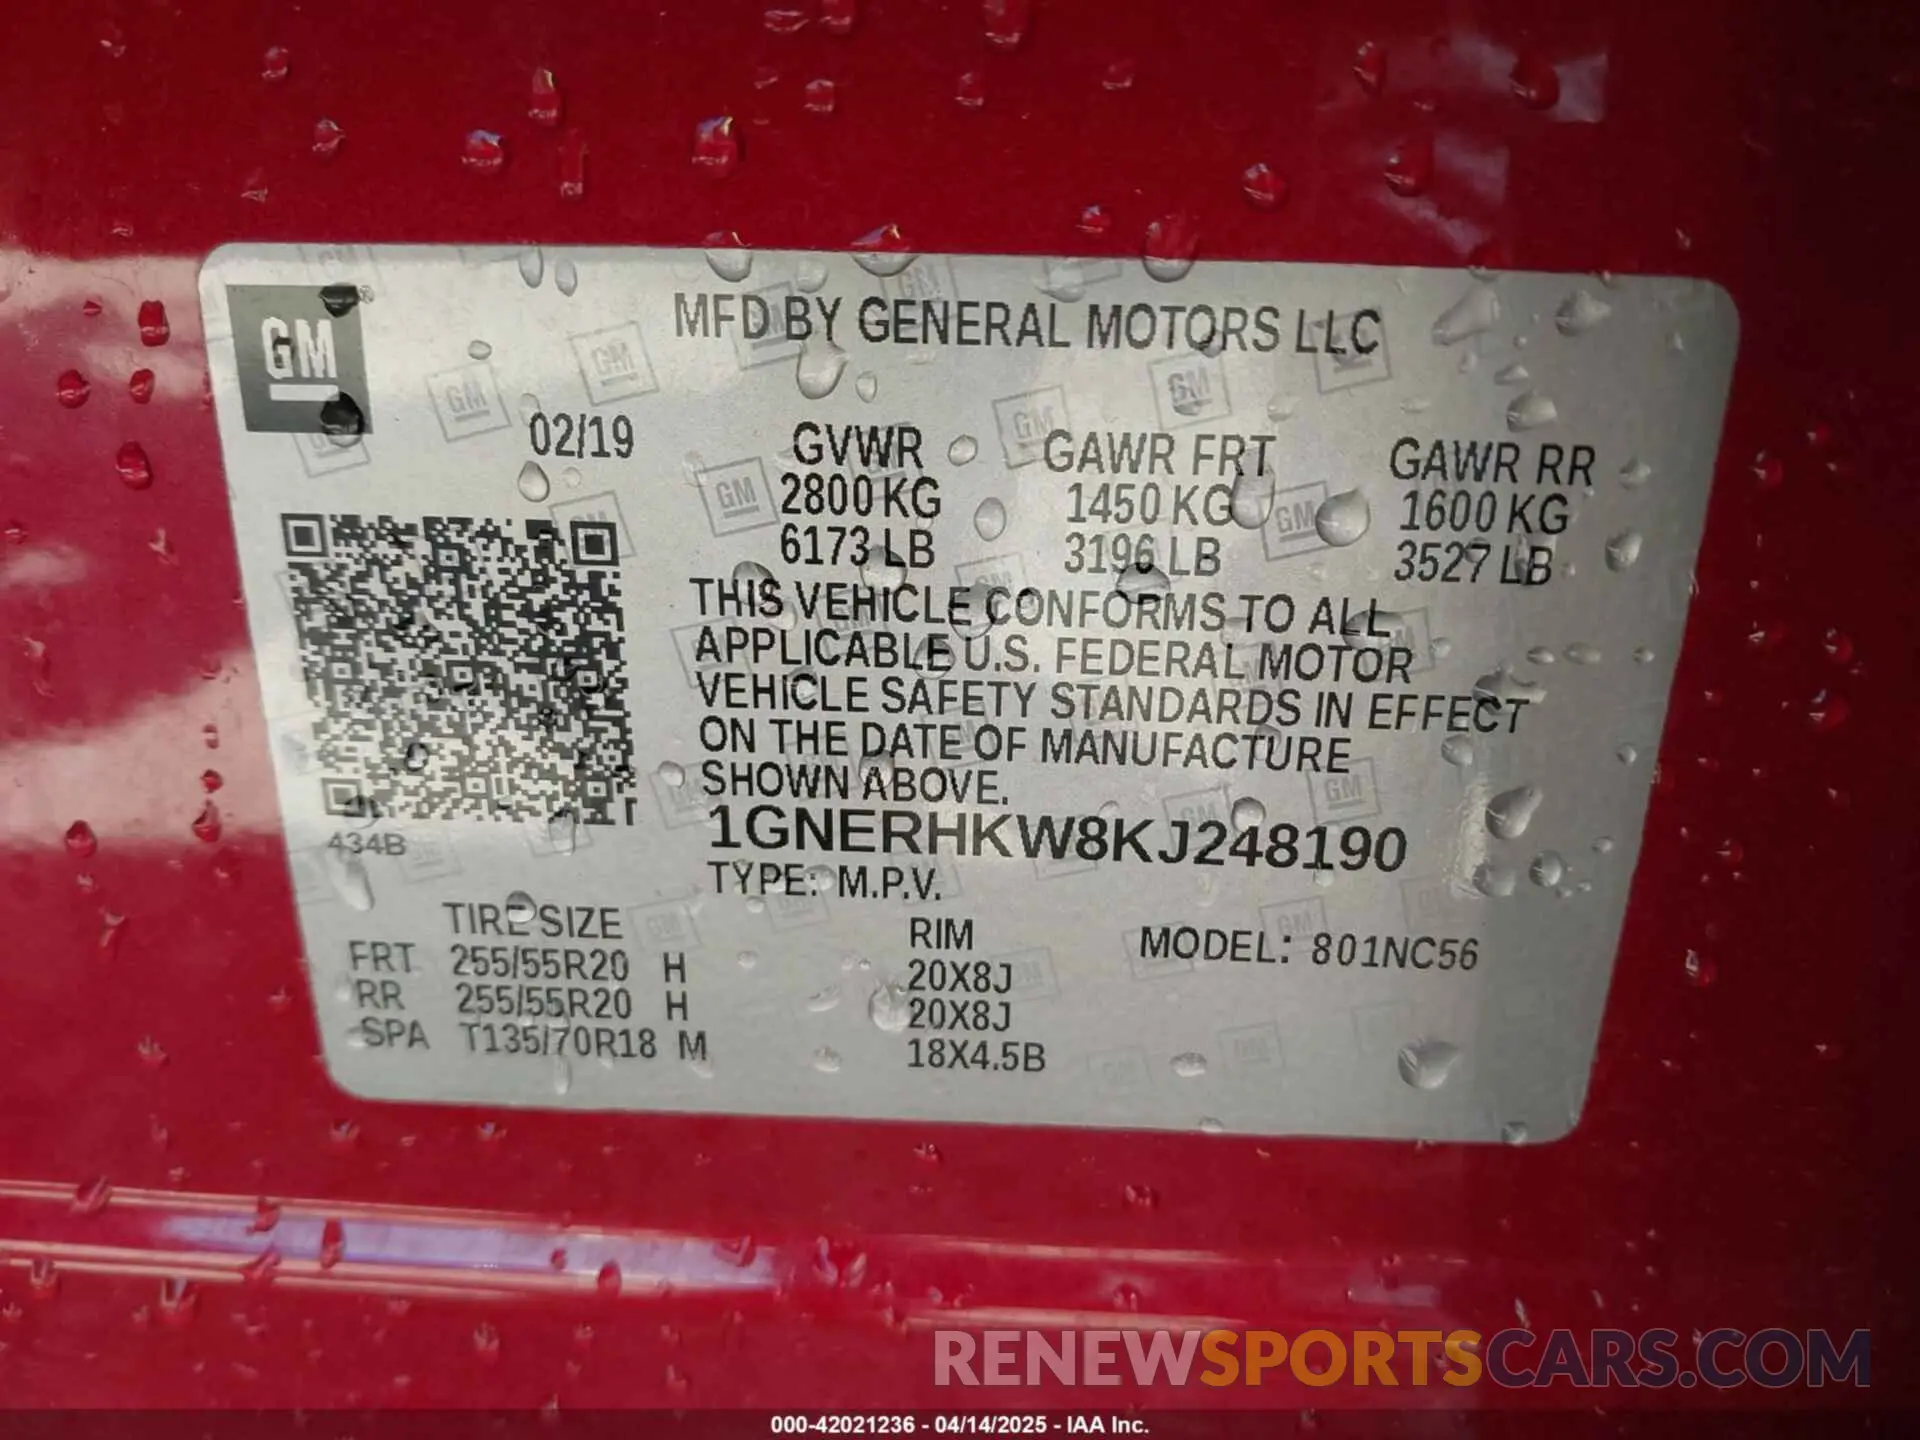 GM
MFD BY GENERAL MOTORS LLC
02/19
GVWR GAWR FRT GAWR RR
2800 KG 1450 KG 1600 KG
6173 LB 3196 LB 3527 LB
THIS VEHICLE CONFORMS TO ALL
APPLICABLE U.S. FEDERAL MOTOR
VEHICLE SAFETY STANDARDS IN EFFECT
ON THE DATE OF MANUFACTURE
SHOWN ABOVE.
1GNERHKW8KJ248190
434B
TYPE: M.P.V.
TIRE SIZE RIM MODEL: 801NC56
FRT 255/55R20 H 20X8J
RR 255/55R20 H 20X8J
SPA T135/70R18 M 18X4.5B
RENEWSPORTSCARS.COM
000-42021236 - 04/14/2025 - IAA Inc.